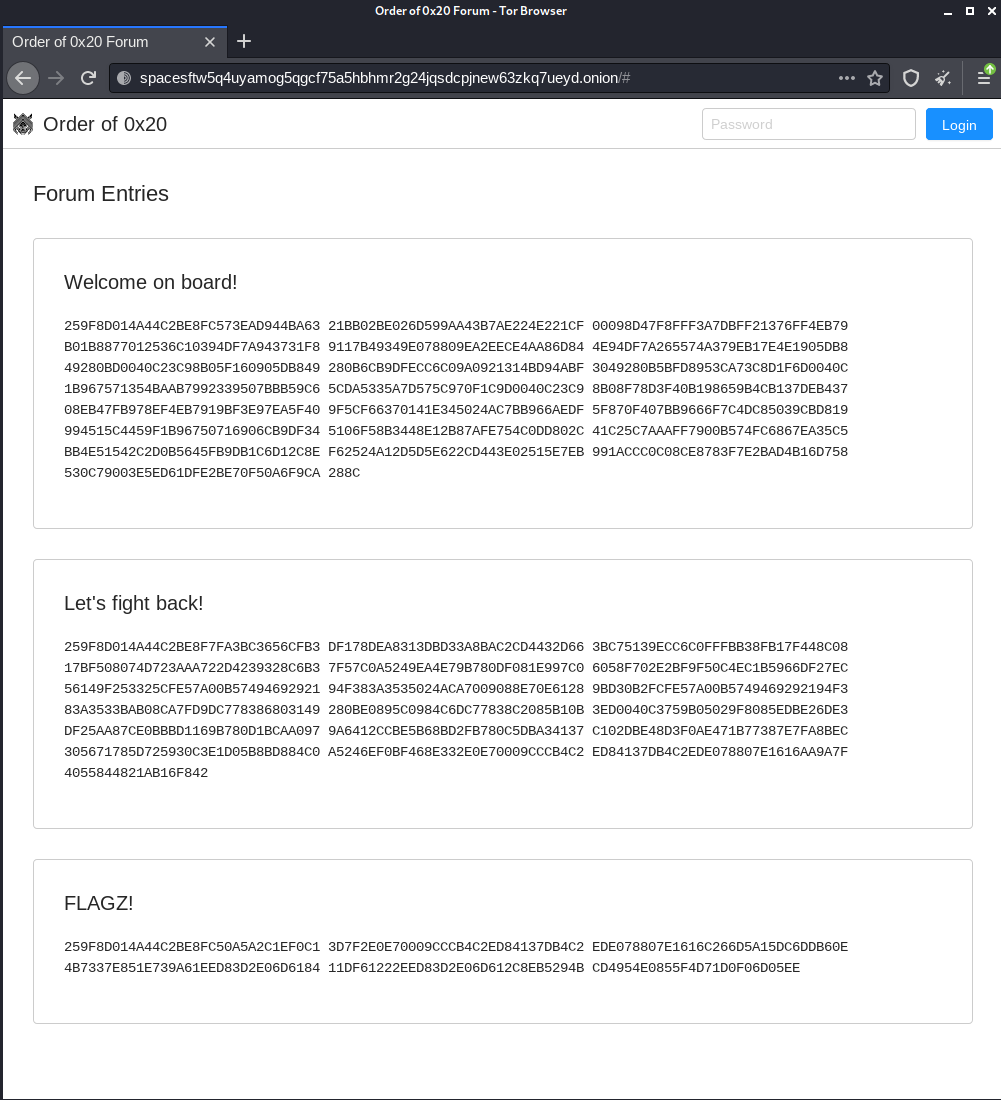 Order of 0x20 Forum - Tor Browser
Order of 0x20 Forum
spacesftw5q4uyamog5qgcf75a5hbhmr2g24jqsdcpjnew63zkq7ueyd.onion/#
Order of 0x20
Password
Login
Forum Entries
Welcome on board!
259F8D014A44C2BE8FC573EAD944BA63 21BB02BE026D599AA43B7AE224E221CF 00098D47F8FFF3A7DBFF21376FF4EB79
B01B8877012536C10394DF7A943731F8 9117B49349E078809EA2EECE4AA86D84 4E94DF7A265574A379EB17E4E1905DB8
49280BD0040C23C98B05F160905DB849 280B6CB9DFECC6C09A0921314BD94ABF 3049280B5BFD8953CA73C8D1F6D0040C
1B967571354BAAB7992339507BBB59C6 5CDA5335A7D575C970F1C9D0040C23C9 8B08F78D3F40B198659B4CB137DEB437
08EB47FB978EF4EB7919BF3E97EA5F40 9F5CF66370141E345024AC7BB966AEDF 5F870F407BB9666F7C4DC85039CBD819
994515C4459F1B96750716906CB9DF34 5106F58B3448E12B87AFE754C0DD802C 41C25C7AAAFF7900B574FC6867EA35C5
BB4E51542C2D0B5645FB9DB1C6D12C8E F62524A12D5D5E622CD443E02515E7EB 991ACCC0C08CE8783F7E2BAD4B16D758
530C79003E5ED61DFE2BE70F50A6F9CA 288C
Let's fight back!
259F8D014A44C2BE8F7FA3BC3656CFB3 DF178DEA8313DBD33A8BAC2CD4432D66 3BC75139ECC6C0FFFBB38FB17F448C08
17BF508074D723AAA722D4239328C6B3 7F57C0A5249EA4E79B780DF081E997C0 6058F702E2BF9F50C4EC1B5966DF27EC
56149F253325CFE57A00B57494692921 94F383A3535024ACA7009088E70E6128 9BD30B2FCFE57A00B5749469292194F3
83A3533BAB08CA7FD9DC778386803149 280BE0895C0984C6DC77838C2085B10B 3ED0040C3759B05029F8085EDBE26DE3
DF25AA87CE0BBBD1169B780D1BCAA097 9A6412CCBE5B68BD2FB780C5DBA34137 C102DBE48D3F0AE471B77387E7FA8BEC
305671785D725930C3E1D05B8BD884C0 A5246EF0BF468E332E0E70009CCCB4C2 ED84137DB4C2EDE078807E1616AA9A7F
4055844821AB16F842
FLAGZ!
259F8D014A44C2BE8FC50A5A2C1EF0C1 3D7F2E0E70009CCCB4C2ED84137DB4C2 EDE078807E1616C266D5A15DC6DDB60E
4B7337E851E739A61EED83D2E06D6184 11DF61222EED83D2E06D612C8EB5294B CD4954E0855F4D71D0F06D05EE